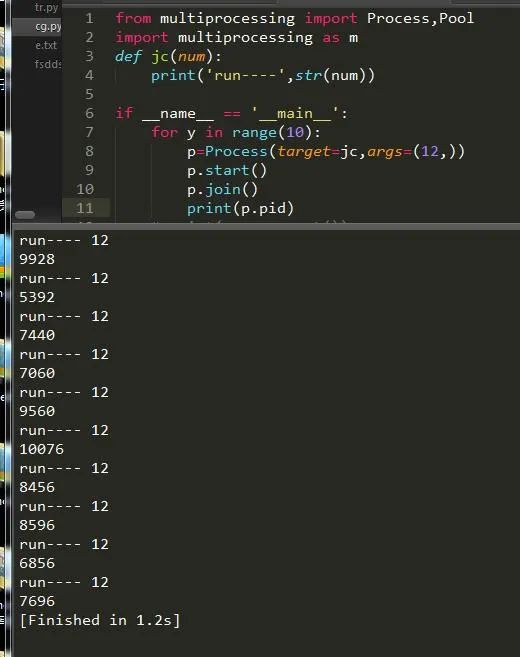 tr.py
cg.py
e.txt
fsdds
1 from multiprocessing import Process,Pool
2 import multiprocessing as m
3 def jc(num):
4     print('run----',str(num))
5
6 if __name__ == '__main__':
7     for y in range(10):
8         p=Process(target=jc,args=(12,))
9         p.start()
10         p.join()
11         print(p.pid)
run---- 12
9928
run---- 12
5392
run---- 12
7440
run---- 12
7060
run---- 12
9560
run---- 12
10076
run---- 12
8456
run---- 12
8596
run---- 12
6856
run---- 12
7696
[Finished in 1.2s]